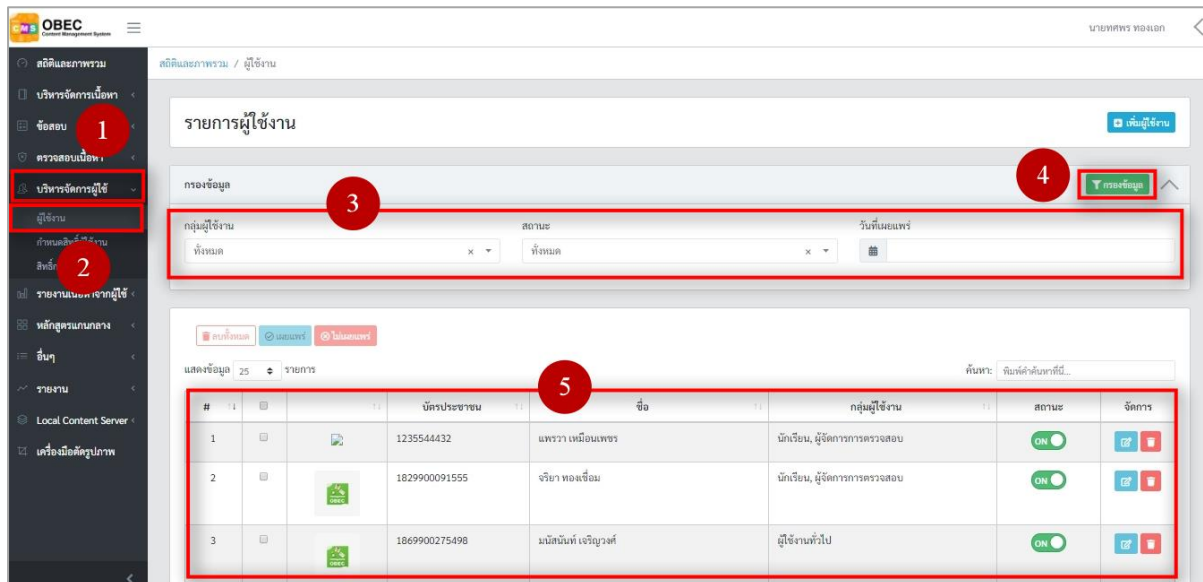 CMS OBEC
Content Management System
นายทศพร ทองเอก
สถิติและภาพรวม
บริหารจัดการเนื้อหา
ข้อสอบ
1
ตรวจสอบเนื้อหา
บริหารจัดการผู้ใช้
ผู้ใช้งาน
กำหนดสิทธิ์ผู้ใช้งาน
2
รายงานเนื้อหาจากผู้ใช้
หลักสูตรแกนกลาง
อื่นๆ
รายงาน
Local Content Server
เครื่องมือตัดรูปภาพ
สถิติและภาพรวม / ผู้ใช้งาน
รายการผู้ใช้งาน
เพิ่มผู้ใช้งาน
กรองข้อมูล
4
กรองข้อมูล
3
กลุ่มผู้ใช้งาน สถานะ วันที่เผยแพร่
ทั้งหมด × ทั้งหมด ×
ลบทั้งหมด เผยแพร่ ไม่เผยแพร่
แสดงข้อมูล 25 รายการ ค้นหา: พิมพ์คำค้นหาที่นี่...
5
# บัตรประชาชน ชื่อ กลุ่มผู้ใช้งาน สถานะ จัดการ
1 1235544432 แพรวา เหมือนเพชร นักเรียน, ผู้จัดการการตรวจสอบ ON
2 OBEC 1829900091555 จริยา ทองเชื่อม นักเรียน, ผู้จัดการการตรวจสอบ ON
3 OBEC 1869900275498 มนัสนันท์ เจริญวงศ์ ผู้ใช้งานทั่วไป ON